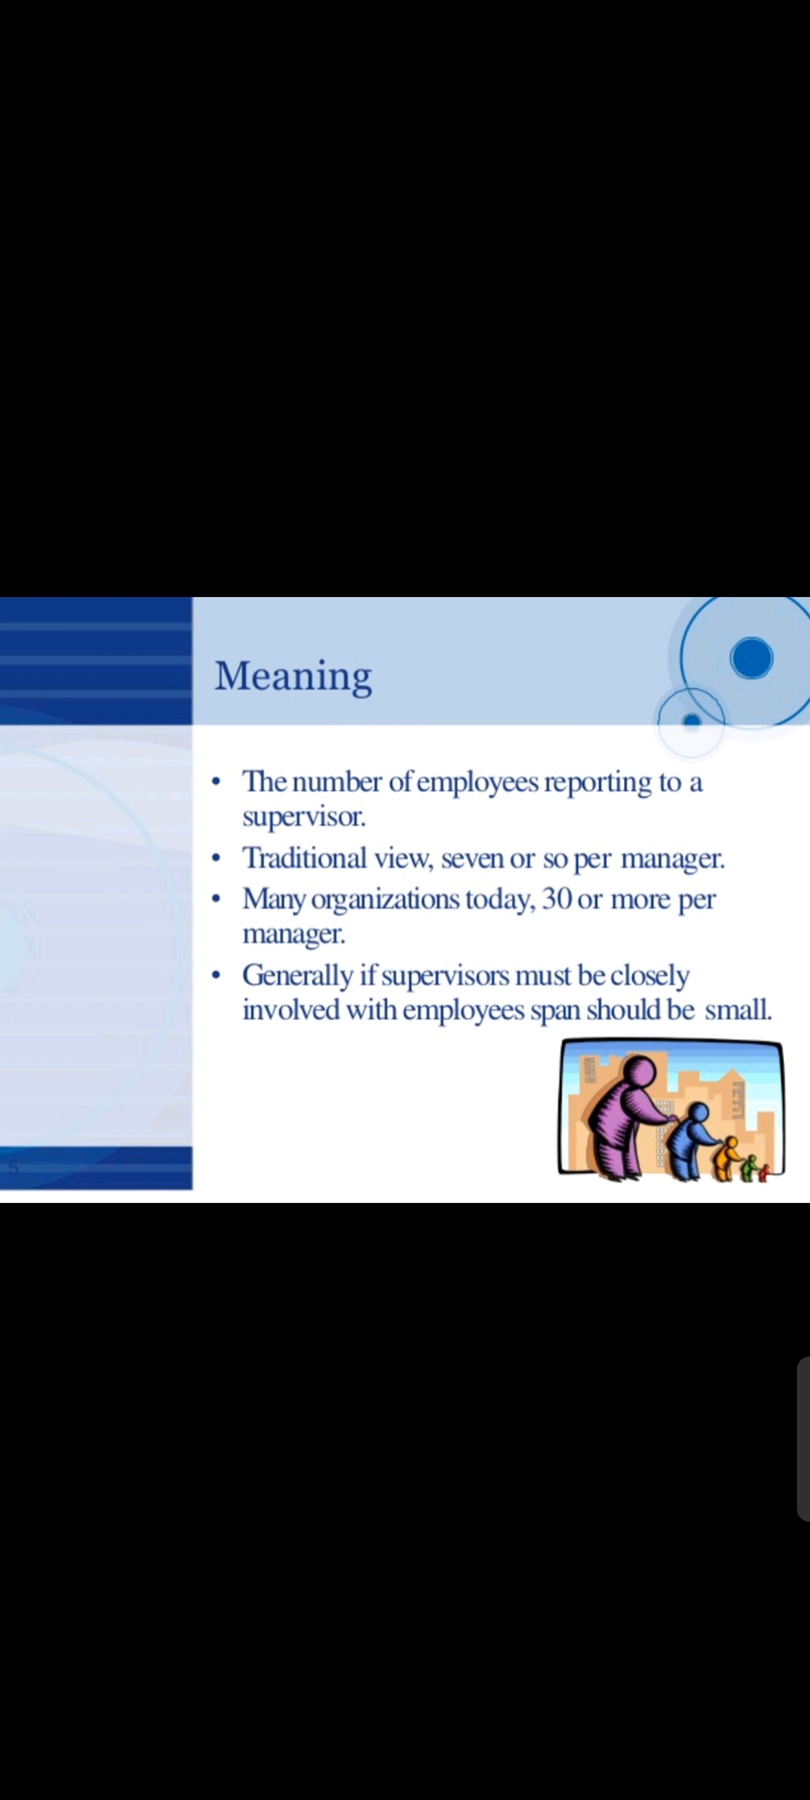 Meaning
• The number of employees reporting to a
supervisor.
• Traditional view, seven or so per manager.
• Many organizations today, 30 or more per
manager.
• Generally if supervisors must be closely
involved with employees span should be small.
5